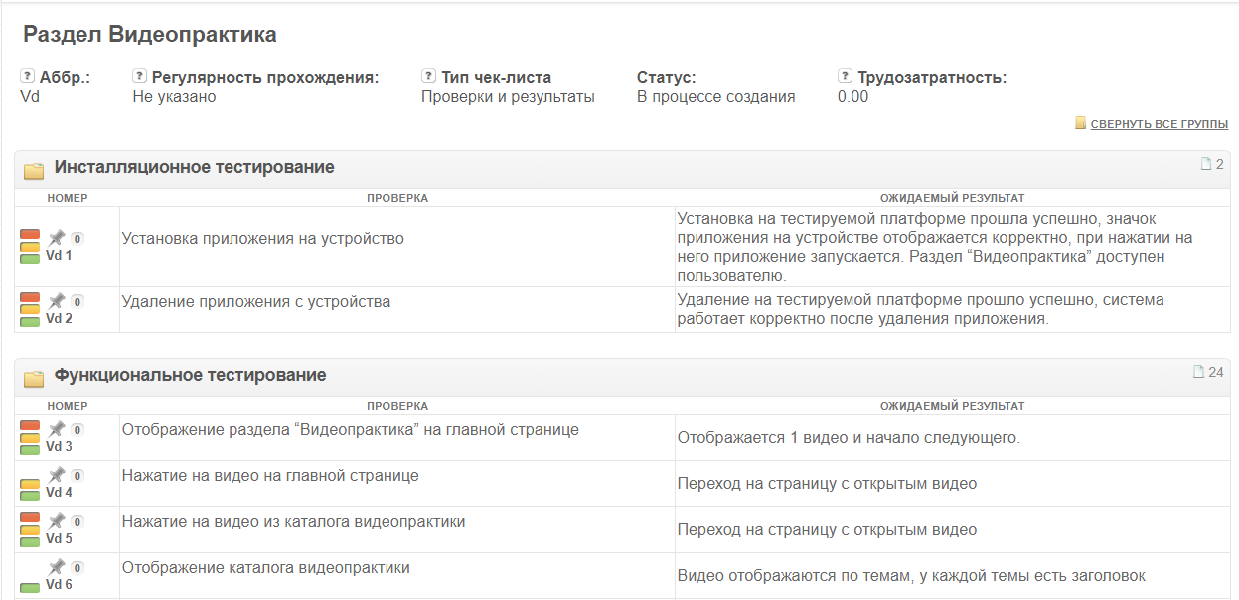 Раздел Видеопрактика
? Аббр.: ? Регулярность прохождения: ? Тип чек-листа Статус: ? Трудозатратность:
Vd Не указано Проверки и результаты В процессе создания 0.00
СВЕРНУТЬ ВСЕ ГРУППЫ
Инсталляционное тестирование 2
НОМЕР ПРОВЕРКА ОЖИДАЕМЫЙ РЕЗУЛЬТАТ
0
Vd 1
Установка приложения на устройство
Установка на тестируемой платформе прошла успешно, значок
приложения на устройстве отображается корректно, при нажатии на
него приложение запускается. Раздел “Видеопрактика” доступен
пользователю.
0
Vd 2
Удаление приложения с устройства
Удаление на тестируемой платформе прошло успешно, система
работает корректно после удаления приложения.
Функциональное тестирование 24
НОМЕР ПРОВЕРКА ОЖИДАЕМЫЙ РЕЗУЛЬТАТ
0
Vd 3
Отображение раздела “Видеопрактика” на главной странице
Отображается 1 видео и начало следующего.
0
Vd 4
Нажатие на видео на главной странице
Переход на страницу с открытым видео
0
Vd 5
Нажатие на видео из каталога видеопрактики
Переход на страницу с открытым видео
0
Vd 6
Отображение каталога видеопрактики
Видео отображаются по темам, у каждой темы есть заголовок